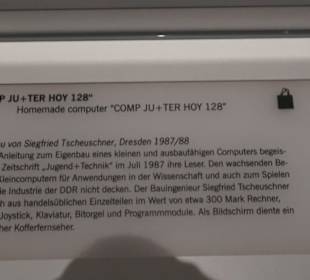 P JU+TER HOY 128"
Homemade computer "COMP JU+TER HOY 128"
u von Siegfried Tscheuschner, Dresden 1987/88
Anleitung zum Eigenbau eines kleinen und ausbaufähigen Computers begeis-
Zeitschrift „Jugend+Technik" im Juli 1987 ihre Leser. Den wachsenden Be-
Kleincomputern für Anwendungen in der Wissenschaft und auch zum Spielen
ie Industrie der DDR nicht decken. Der Bauingenieur Siegfried Tscheuschner
h aus handelsüblichen Einzelteilen im Wert von etwa 300 Mark Rechner,
Joystick, Klaviatur, Bitorgel und Programmmodule. Als Bildschirm diente ein
her Kofferfernseher.